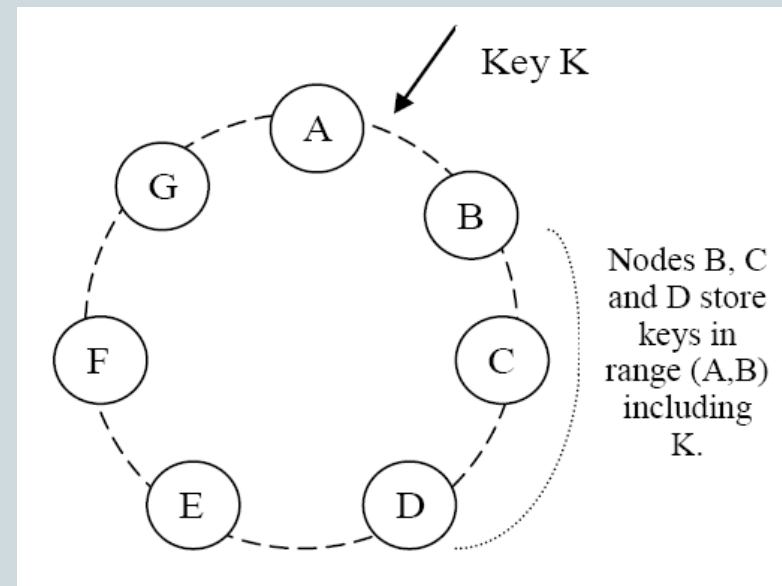 Key K
A
G
B
Nodes B, C
and D store
keys in
range (A,B)
including
K.
F
C
E
D